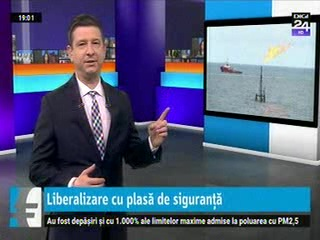 19:01
DIGI 24
HD
Liberalizare cu plasă de siguranță
Au fost depășiri și cu 1.000% ale limitelor maxime admise la poluarea cu PM2,5